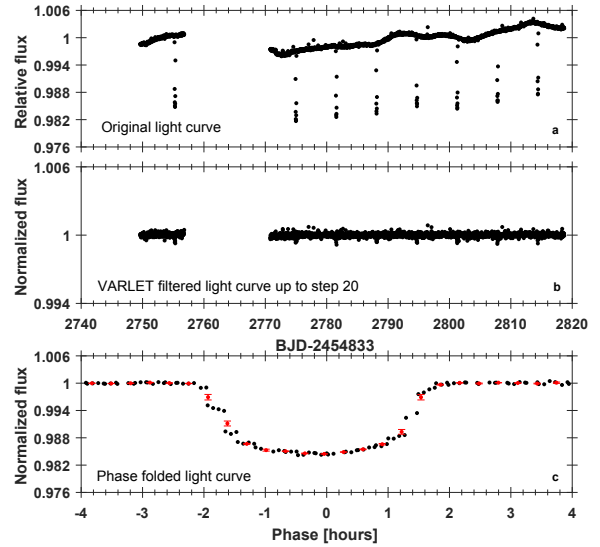 1.006
1
0.994
0.988
0.982
0.976
Relative flux
Original light curve
a
1.006
1
0.994
Normalized flux
VARLET filtered light curve up to step 20
b
2740 2750 2760 2770 2780 2790 2800 2810 2820
BJD-2454833
1.006
1
0.994
0.988
0.982
0.976
Normalized flux
Phase folded light curve
c
-4 -3 -2 -1 0 1 2 3 4
Phase [hours]